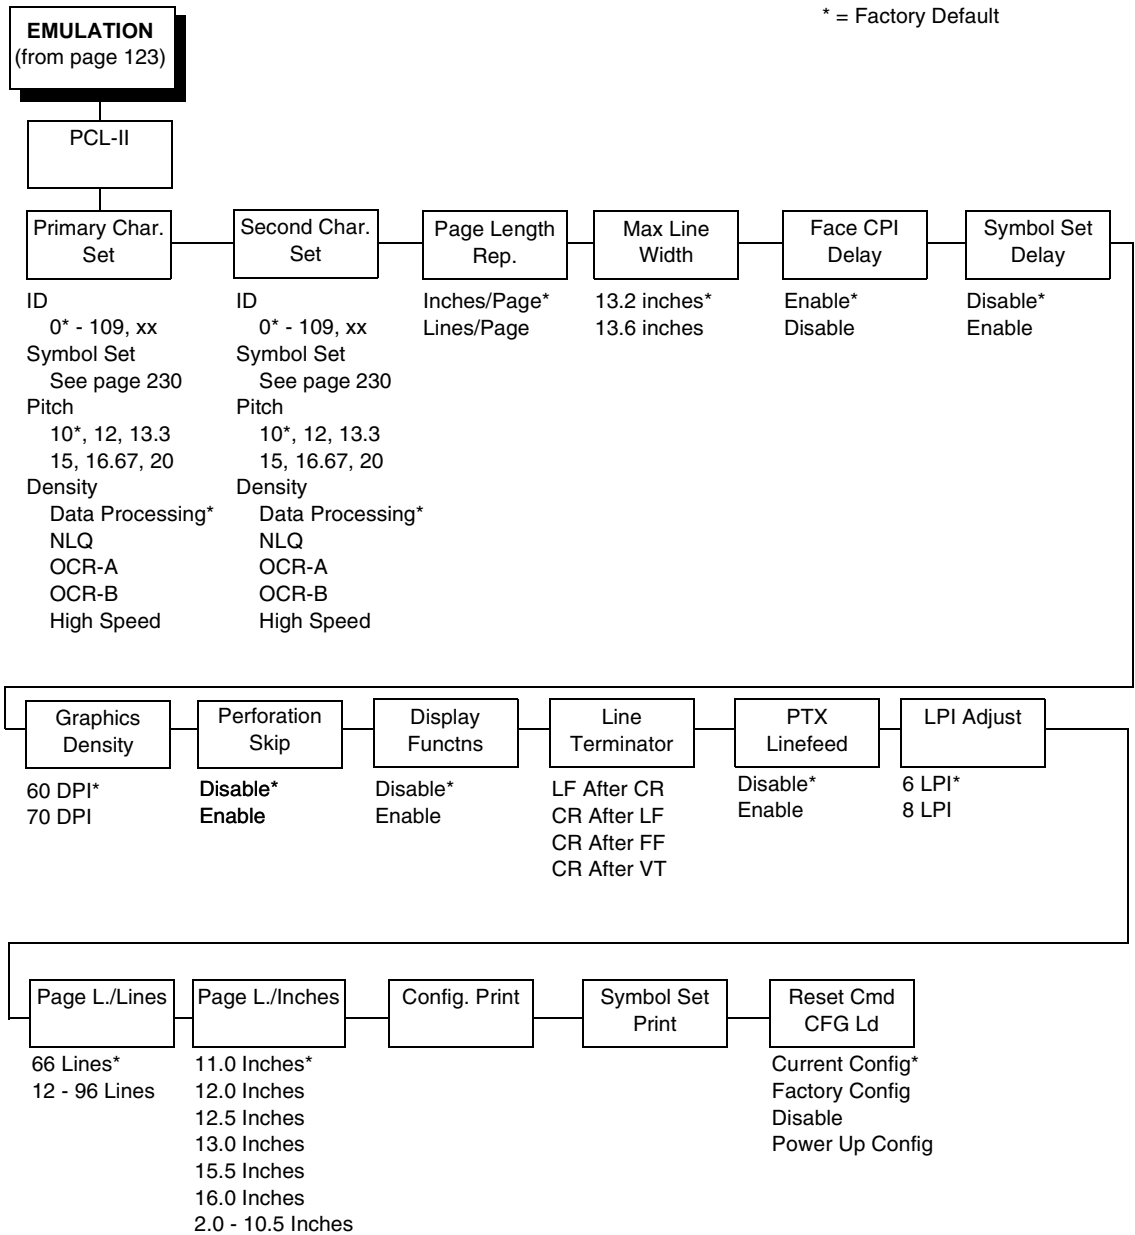 EMULATION
(from page 123)
* = Factory Default
PCL-II
Primary Char.
Set
ID
0* - 109, xx
Symbol Set
See page 230
Pitch
10*, 12, 13.3
15, 16.67, 20
Density
Data Processing*
NLQ
OCR-A
OCR-B
High Speed
Second Char.
Set
ID
0* - 109, xx
Symbol Set
See page 230
Pitch
10*, 12, 13.3
15, 16.67, 20
Density
Data Processing*
NLQ
OCR-A
OCR-B
High Speed
Page Length
Rep.
Inches/Page*
Lines/Page
Max Line
Width
13.2 inches*
13.6 inches
Face CPI
Delay
Enable*
Disable
Symbol Set
Delay
Disable*
Enable
Graphics
Density
60 DPI*
70 DPI
Perforation
Skip
Disable*
Enable
Display
Functns
Disable*
Enable
Line
Terminator
LF After CR
CR After LF
CR After FF
CR After VT
PTX
Linefeed
Disable*
Enable
LPI Adjust
6 LPI*
8 LPI
Page L./Lines
66 Lines*
12 - 96 Lines
Page L./Inches
11.0 Inches*
12.0 Inches
12.5 Inches
13.0 Inches
15.5 Inches
16.0 Inches
2.0 - 10.5 Inches
Config. Print
Symbol Set
Print
Reset Cmd
CFG Ld
Current Config*
Factory Config
Disable
Power Up Config